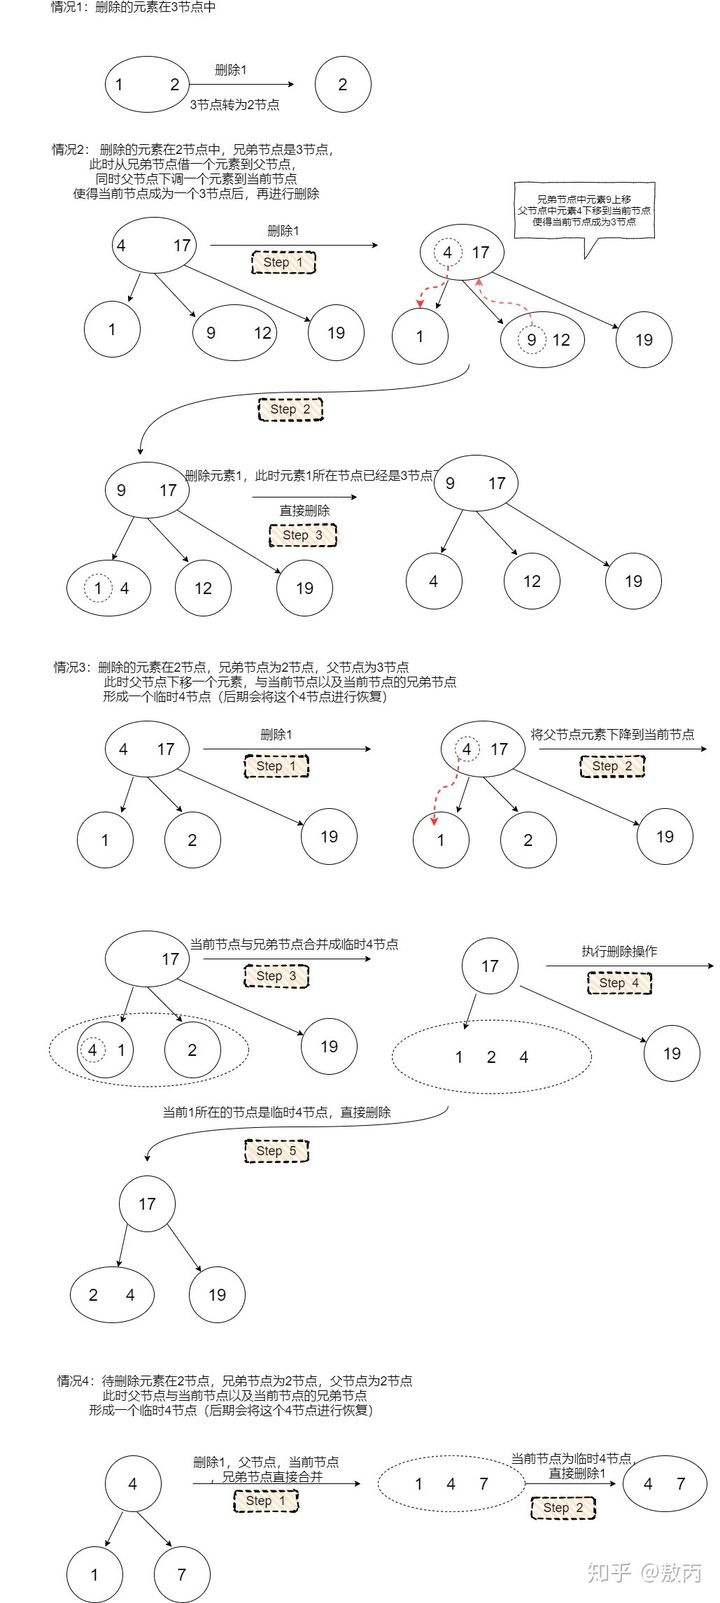 情况1：删除的元素在3节点中
1 2
删除1
3节点转为2节点
2
情况2： 删除的元素在2节点中，兄弟节点是3节点，
此时从兄弟节点借一个元素到父节点，
同时父节点下调一个元素到当前节点
使得当前节点成为一个3节点后，再进行删除
兄弟节点中元素9上移
父节点中元素4下移到当前节点
使得当前节点成为3节点
4 17
删除1
Step 1
4 17
1
9 12
19
1
9 12
19
Step 2
9 17
删除元素1，此时元素1所在节点已经是3节点了
直接删除
Step 3
9 17
1 4
12
19
4
12
19
情况3：删除的元素在2节点，兄弟节点为2节点，父节点为3节点
此时父节点下移一个元素，与当前节点以及当前节点的兄弟节点
形成一个临时4节点（后期会将这个4节点进行恢复）
4 17
删除1
Step 1
4 17
将父节点元素下降到当前节点
Step 2
1
2
19
1
2
19
17
当前节点与兄弟节点合并成临时4节点
Step 3
17
执行删除操作
Step 4
4 1
2
19
1 2 4
19
当前1所在的节点是临时4节点，直接删除
Step 5
17
2 4
19
情况4：待删除元素在2节点，兄弟节点为2节点，父节点为2节点
此时父节点与当前节点以及当前节点的兄弟节点
形成一个临时4节点（后期会将这个4节点进行恢复）
4
删除1，父节点，当前节点
，兄弟节点直接合并
Step 1
1 4 7
当前节点为临时4节点，
直接删除1
Step 2
4 7
1
7
知乎 @敖丙